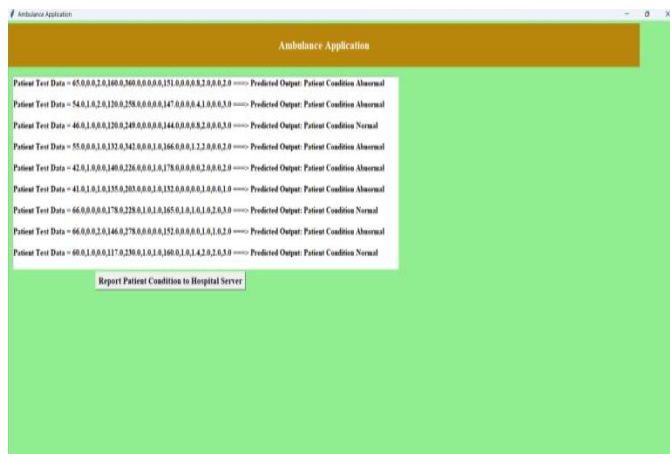 Ambulance Application
Ambulance Application
Patient Test Data = 65.0,0.0,2.0,160.0,360.0,0.0,0.0,151.0,0.0,0.8,2.0,0.0,2.0 ===> Predicted Output: Patient Condition Abnormal
Patient Test Data = 54.0,1.0,2.0,120.0,258.0,0.0,0.0,147.0,0.0,0.4,1.0,0.0,3.0 ===> Predicted Output: Patient Condition Abnormal
Patient Test Data = 46.0,1.0,0.0,120.0,249.0,0.0,0.0,144.0,0.0,0.8,2.0,0.0,3.0 ===> Predicted Output: Patient Condition Normal
Patient Test Data = 55.0,0.0,1.0,132.0,342.0,0.0,1.0,166.0,0.0,1.2,2.0,0.0,2.0 ===> Predicted Output: Patient Condition Abnormal
Patient Test Data = 42.0,1.0,0.0,140.0,226.0,0.0,1.0,178.0,0.0,0.0,2.0,0.0,2.0 ===> Predicted Output: Patient Condition Abnormal
Patient Test Data = 41.0,1.0,1.0,135.0,203.0,0.0,1.0,132.0,0.0,0.0,1.0,0.0,1.0 ===> Predicted Output: Patient Condition Abnormal
Patient Test Data = 66.0,0.0,0.0,178.0,228.0,1.0,1.0,165.0,1.0,1.0,1.0,2.0,3.0 ===> Predicted Output: Patient Condition Normal
Patient Test Data = 66.0,0.0,2.0,146.0,278.0,0.0,0.0,152.0,0.0,0.0,1.0,1.0,2.0 ===> Predicted Output: Patient Condition Abnormal
Patient Test Data = 60.0,1.0,0.0,117.0,230.0,1.0,1.0,160.0,1.0,1.4,2.0,2.0,3.0 ===> Predicted Output: Patient Condition Normal
Report Patient Condition to Hospital Server